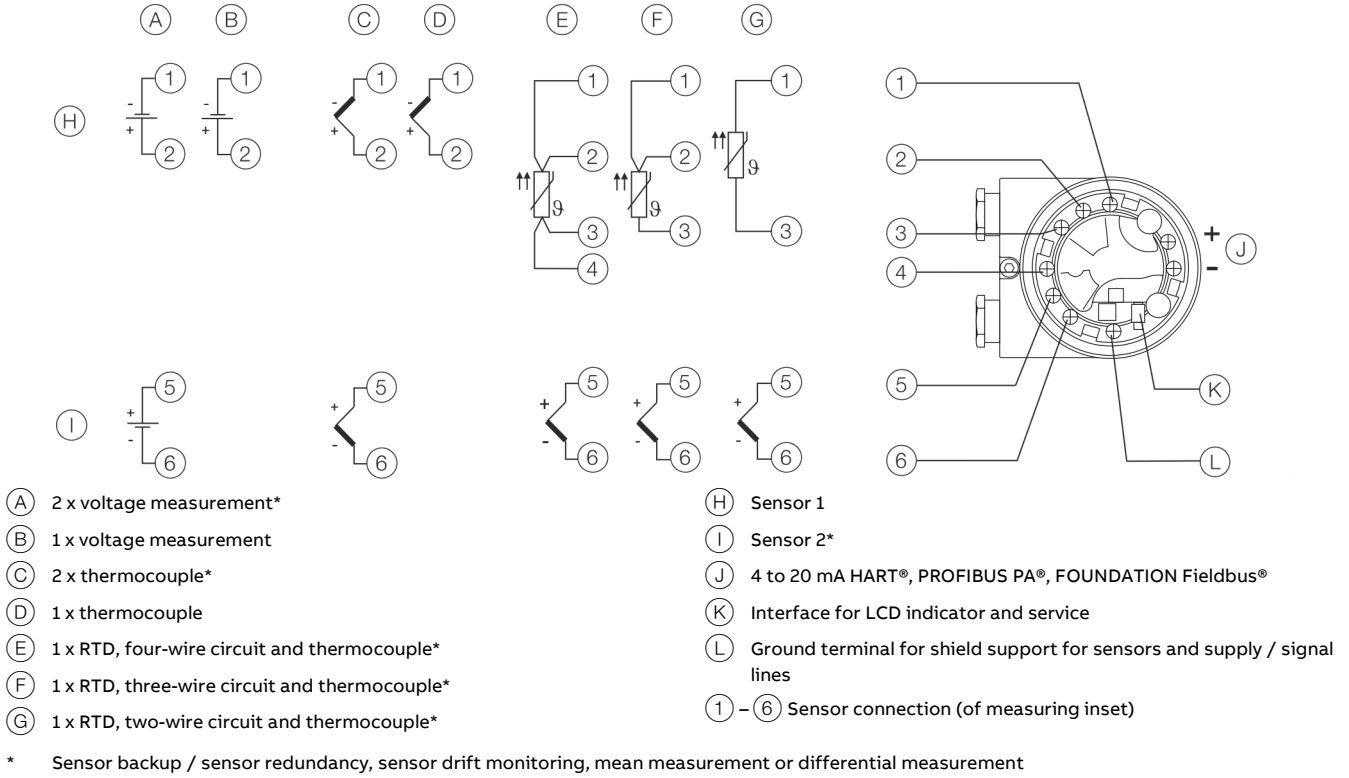 A B C D E F G
1 1 1 1 1 1 1 1
- - - -
H
+ + + +
2 2 2 2 2 2 2
ϑ ϑ ϑ
3 3 3 3
+ J
-
4 4
5 5 5 5 5 5
+ + + + +
I
- - - - -
K
6 6 6 6 6 6
L
A 2 x voltage measurement*
B 1 x voltage measurement
C 2 x thermocouple*
D 1 x thermocouple
E 1 x RTD, four-wire circuit and thermocouple*
F 1 x RTD, three-wire circuit and thermocouple*
G 1 x RTD, two-wire circuit and thermocouple*
H Sensor 1
I Sensor 2*
J 4 to 20 mA HART®, PROFIBUS PA®, FOUNDATION Fieldbus®
K Interface for LCD indicator and service
L Ground terminal for shield support for sensors and supply / signal
lines
1 – 6 Sensor connection (of measuring inset)
* Sensor backup / sensor redundancy, sensor drift monitoring, mean measurement or differential measurement